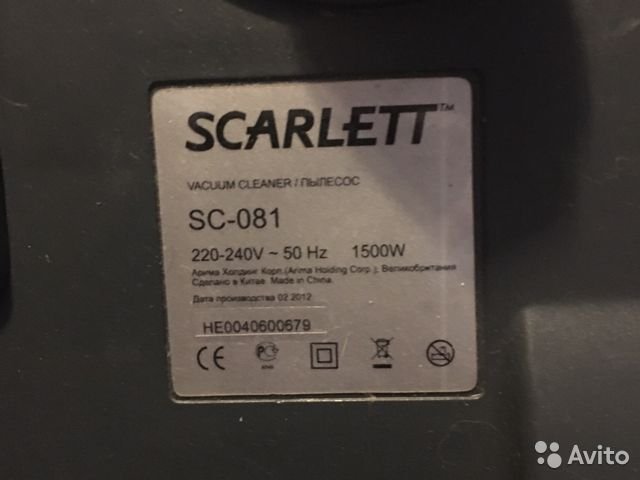 SCARLETT™
VACUUM CLEANER / ПЫЛЕСОС
SC-081
220-240V ~ 50 Hz 1500W
Арима Холдинг Корп.(Arima Holding Corp.); Великобритания
Сделано в Китае. Made in China.
Дата производства 02.2012
HE0040600679
CE
Avito